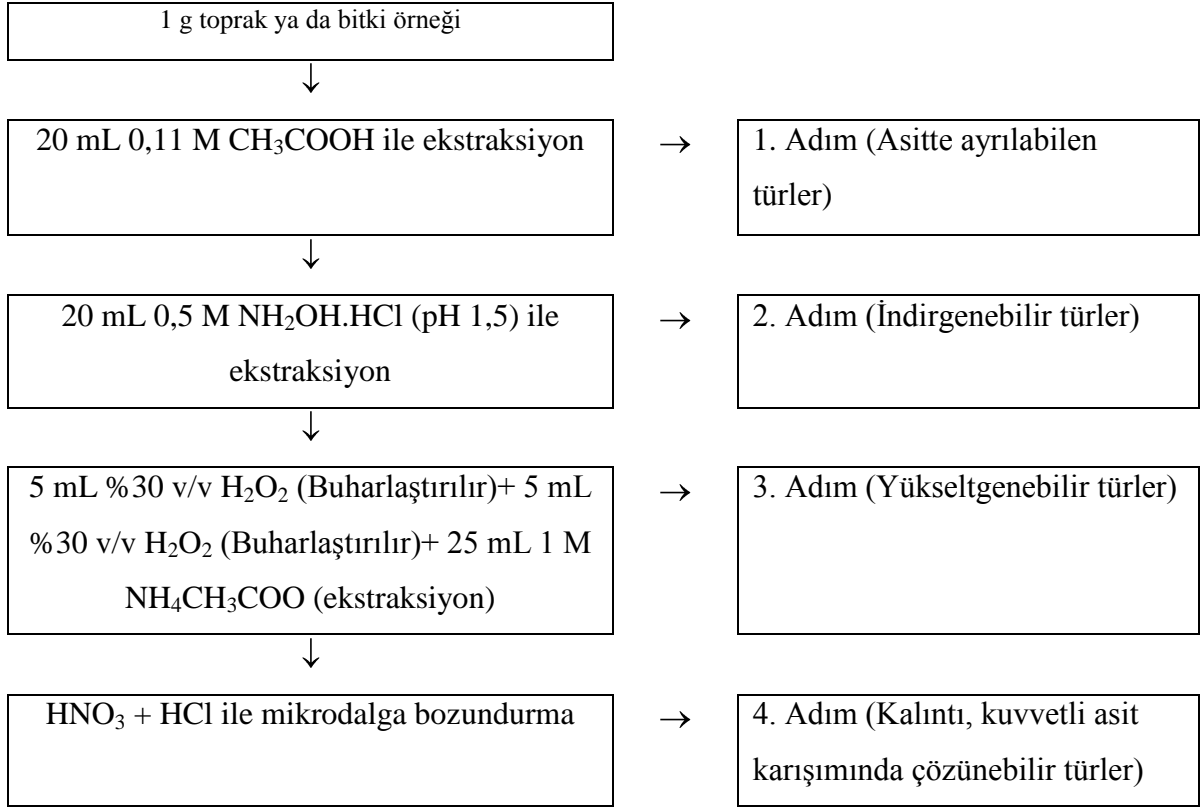 1 g toprak ya da bitki örneği
↓
20 mL 0,11 M CH₃COOH ile ekstraksiyon
→
1. Adım (Asitte ayrılabilen
türler)
↓
20 mL 0,5 M NH₂OH.HCl (pH 1,5) ile
ekstraksiyon
→
2. Adım (İndirgenebilir türler)
↓
5 mL %30 v/v H₂O₂ (Buharlaştırılır)+ 5 mL
%30 v/v H₂O₂ (Buharlaştırılır)+ 25 mL 1 M
NH₄CH₃COO (ekstraksiyon)
→
3. Adım (Yükseltgenebilir türler)
↓
HNO₃ + HCl ile mikrodalga bozundurma
→
4. Adım (Kalıntı, kuvvetli asit
karışımında çözünebilir türler)